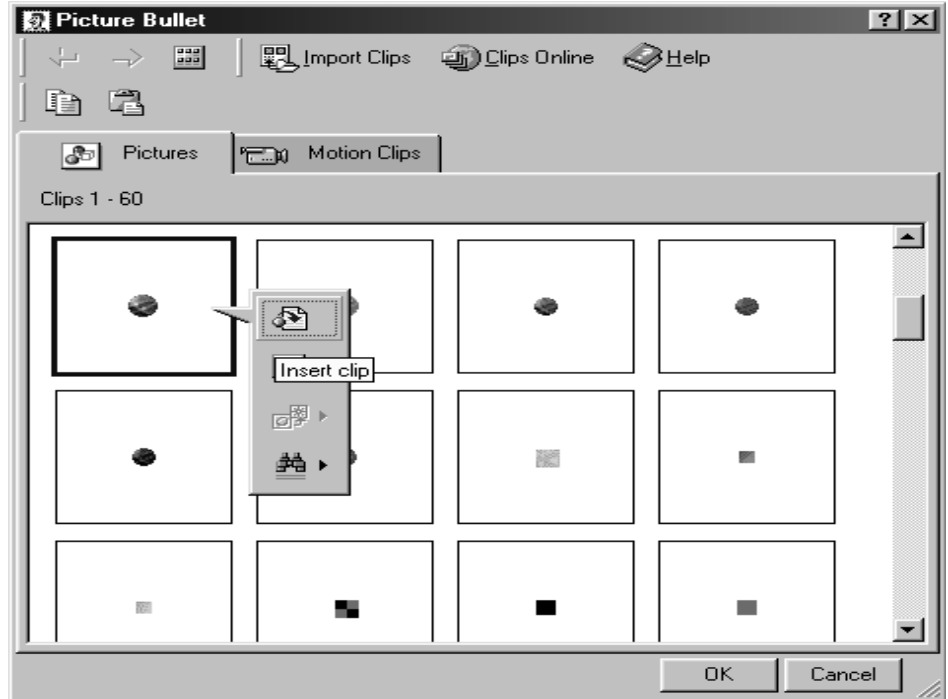 Picture Bullet
Import Clips Clips Online Help
Pictures Motion Clips
Clips 1 - 60
Insert clip
OK Cancel